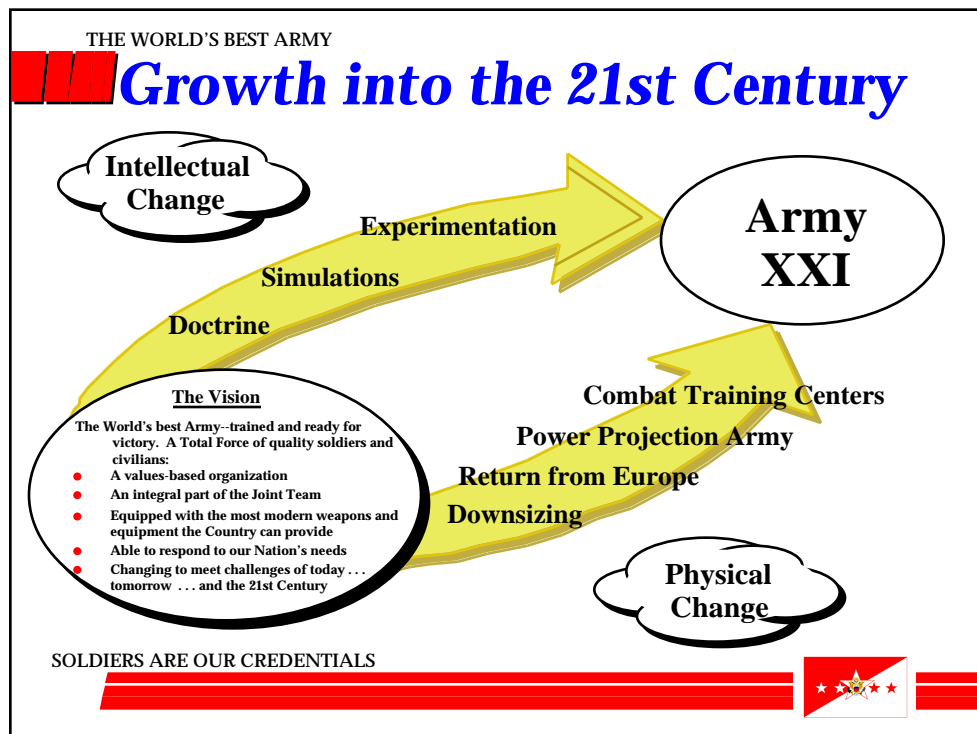 THE WORLD'S BEST ARMY
Growth into the 21st Century
Intellectual
Change
Experimentation
Simulations
Doctrine
Army
XXI
The Vision
The World's best Army--trained and ready for
victory. A Total Force of quality soldiers and
civilians:
● A values-based organization
● An integral part of the Joint Team
● Equipped with the most modern weapons and
equipment the Country can provide
● Able to respond to our Nation's needs
● Changing to meet challenges of today . . .
tomorrow . . . and the 21st Century
Combat Training Centers
Power Projection Army
Return from Europe
Downsizing
Physical
Change
SOLDIERS ARE OUR CREDENTIALS